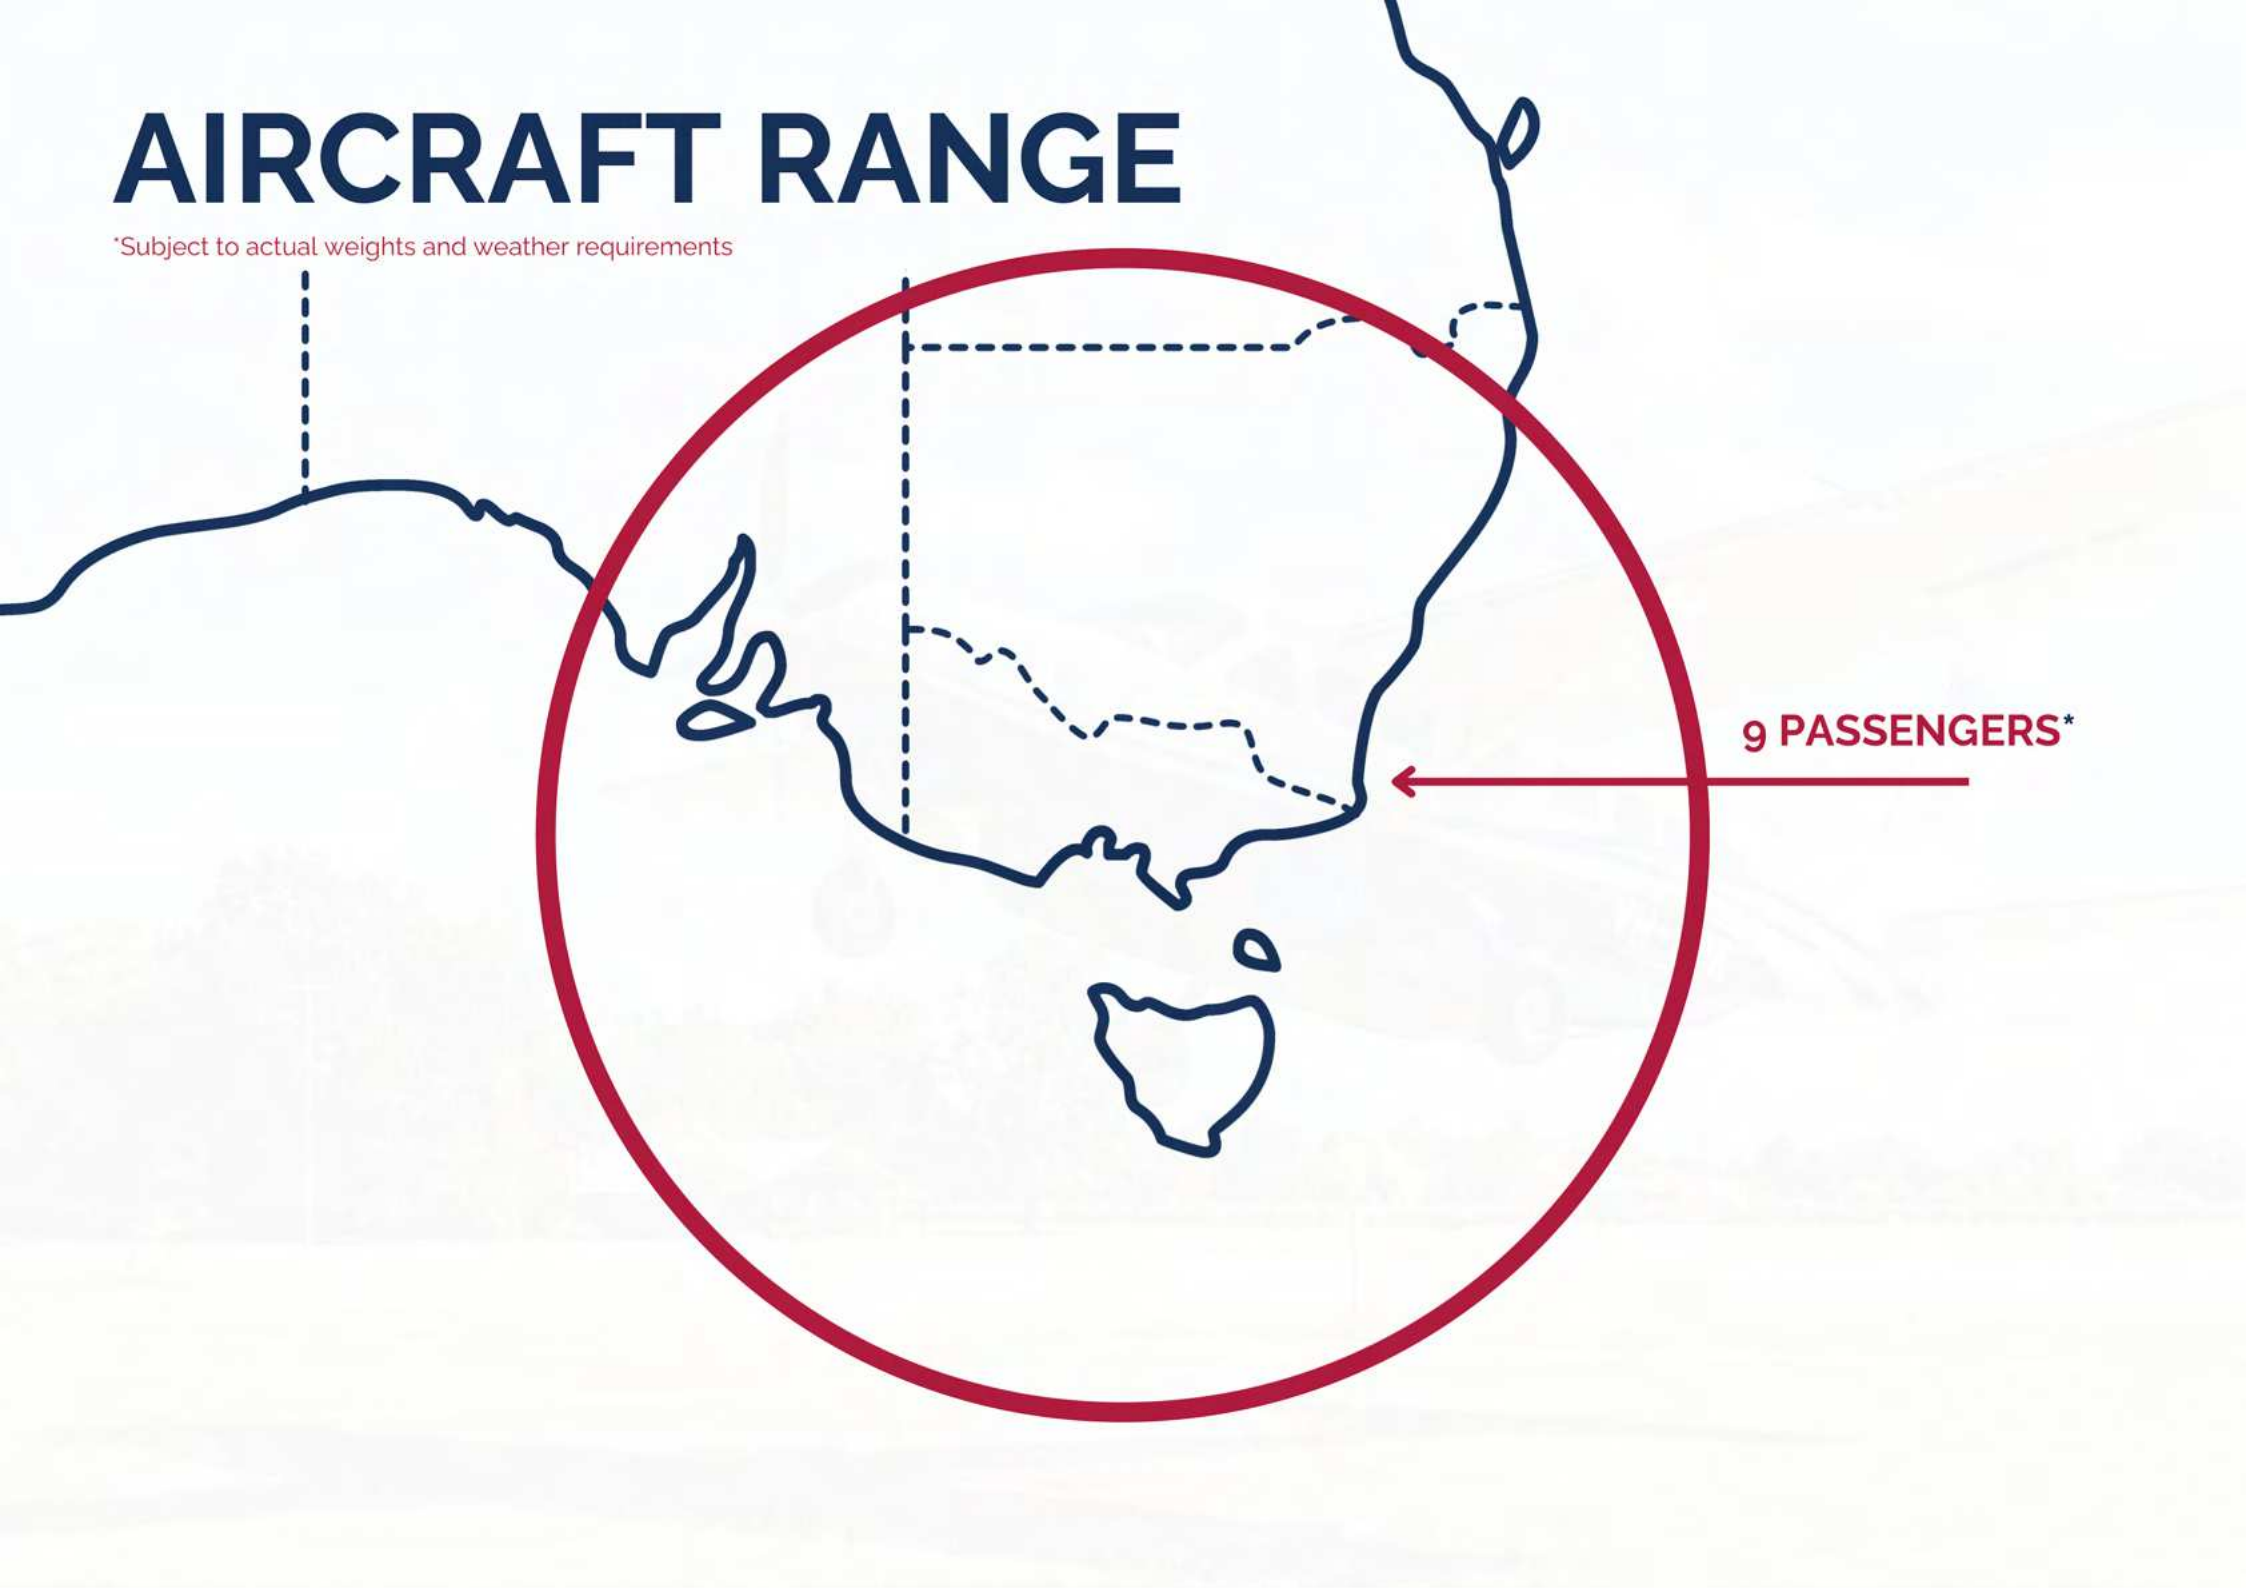 AIRCRAFT RANGE
*Subject to actual weights and weather requirements
9 PASSENGERS*